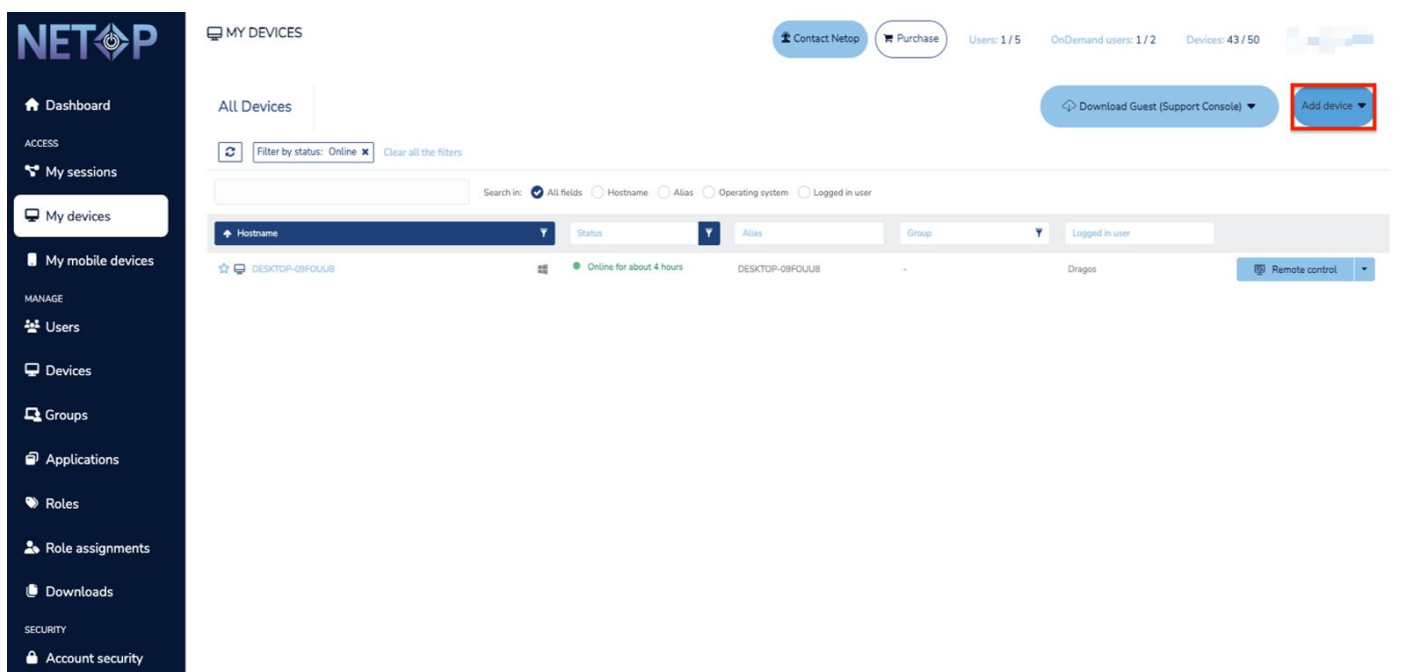 NETOP
MY DEVICES
Contact Netop
Purchase
Users: 1 / 5
OnDemand users: 1 / 2
Devices: 43 / 50
Dashboard
ACCESS
My sessions
My devices
My mobile devices
MANAGE
Users
Devices
Groups
Applications
Roles
Role assignments
Downloads
SECURITY
Account security
All Devices
Download Guest (Support Console)
Add device
Filter by status: Online
Clear all the filters
Search in: All fields Hostname Alias Operating system Logged in user
Hostname Status Alias Group Logged in user
DESKTOP-09FOUU8 Online for about 4 hours DESKTOP-09FOUU8 - Dragos Remote control